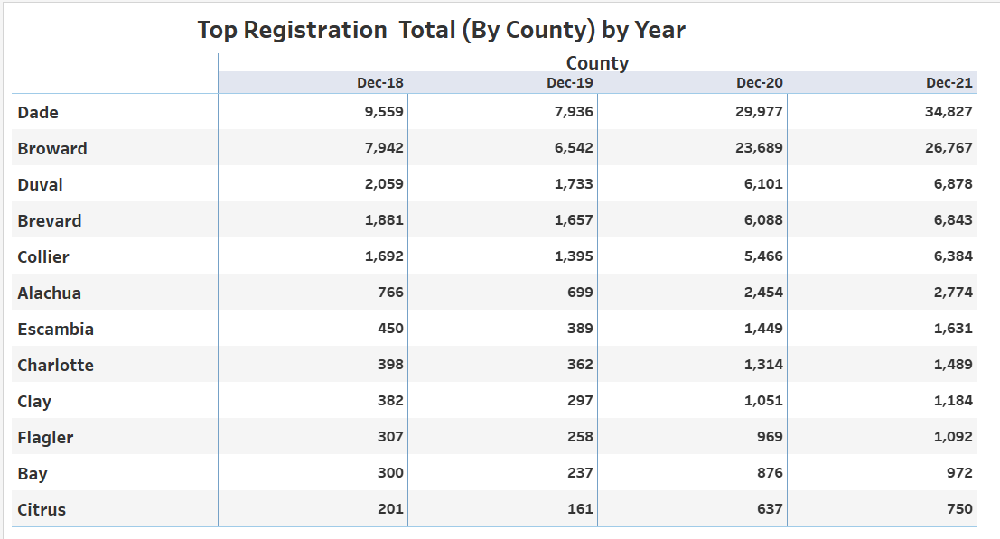 Top Registration  Total (By County) by Year
County
Dec-18 Dec-19 Dec-20 Dec-21
Dade 9,559 7,936 29,977 34,827
Broward 7,942 6,542 23,689 26,767
Duval 2,059 1,733 6,101 6,878
Brevard 1,881 1,657 6,088 6,843
Collier 1,692 1,395 5,466 6,384
Alachua 766 699 2,454 2,774
Escambia 450 389 1,449 1,631
Charlotte 398 362 1,314 1,489
Clay 382 297 1,051 1,184
Flagler 307 258 969 1,092
Bay 300 237 876 972
Citrus 201 161 637 750